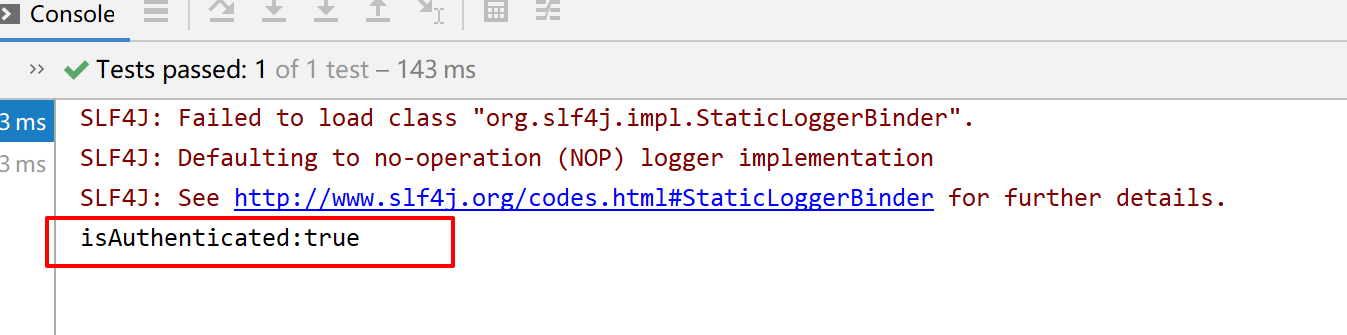 Console
Tests passed: 1 of 1 test – 143 ms
3 ms
SLF4J: Failed to load class "org.slf4j.impl.StaticLoggerBinder".
3 ms
SLF4J: Defaulting to no-operation (NOP) logger implementation
SLF4J: See http://www.slf4j.org/codes.html#StaticLoggerBinder for further details.
isAuthenticated:true